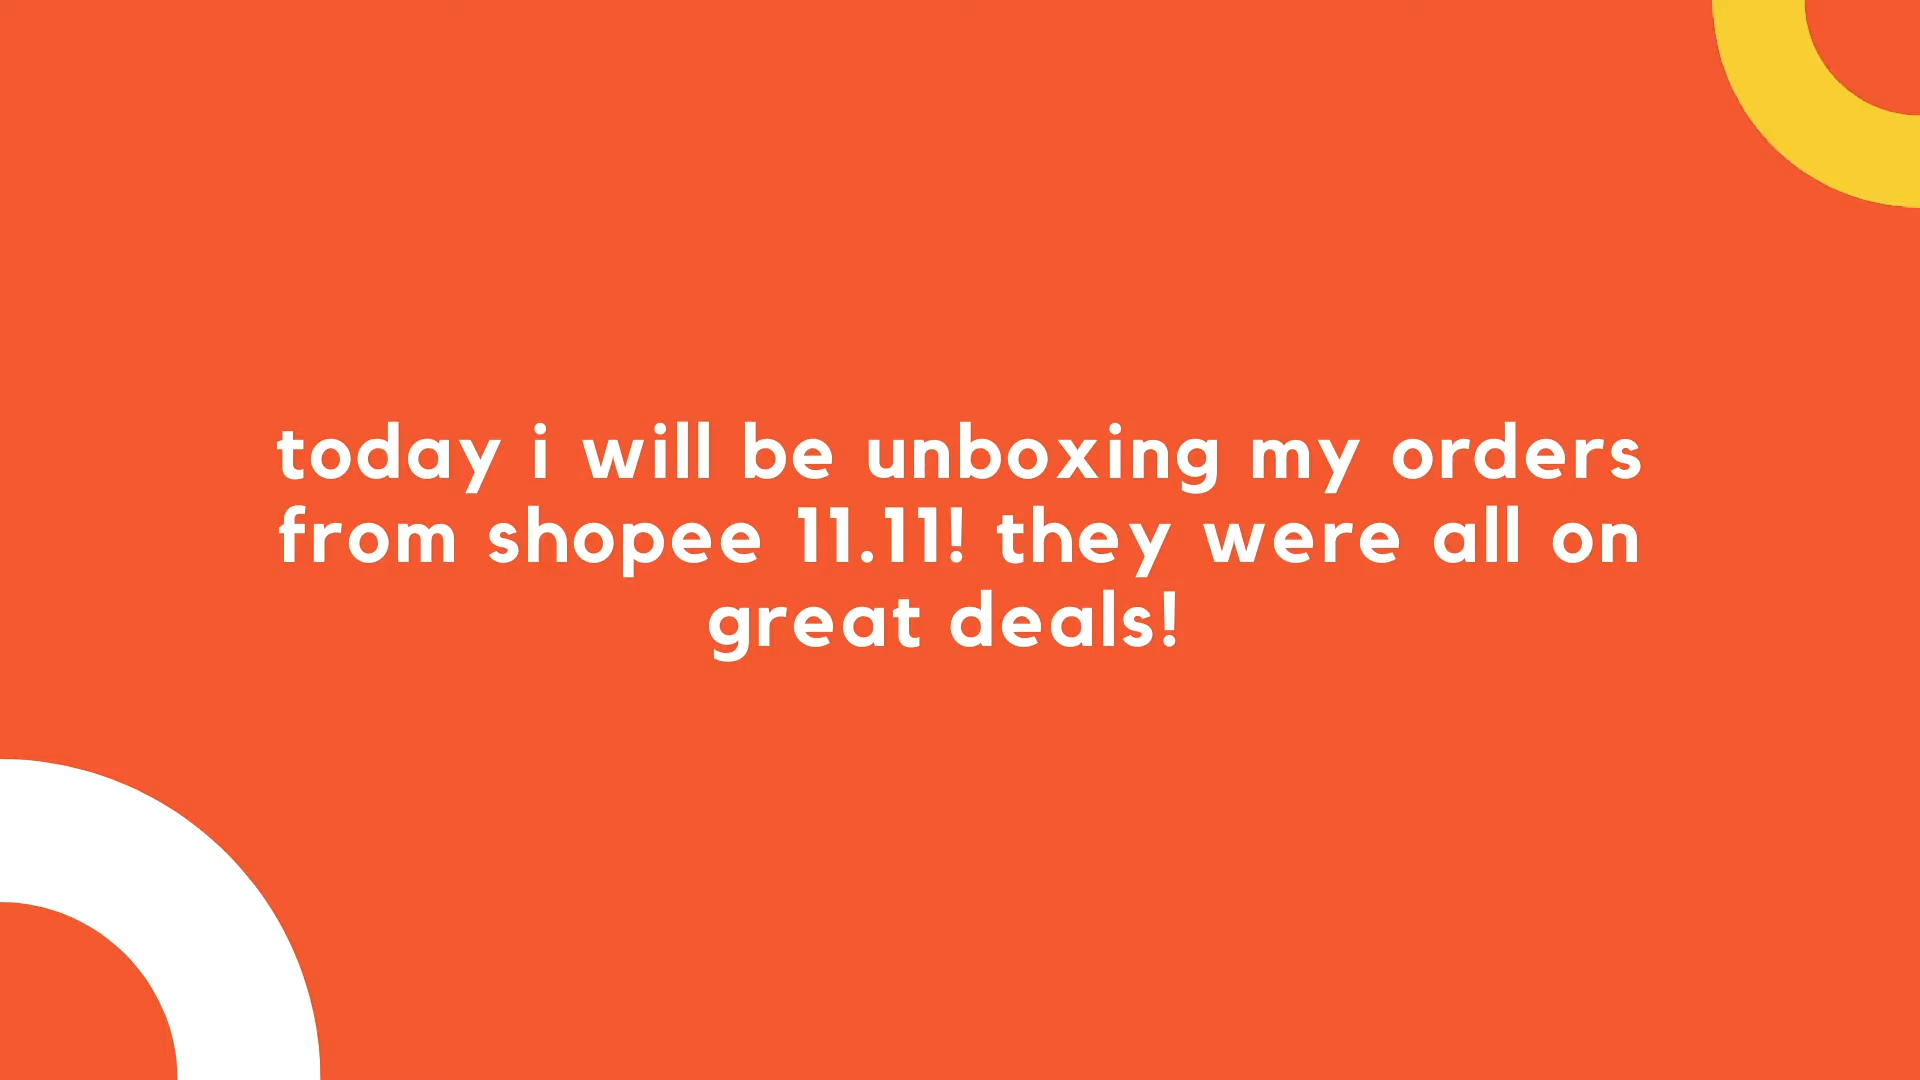 today i will be unboxing my orders
from shopee 11.11! they were all on
great deals!